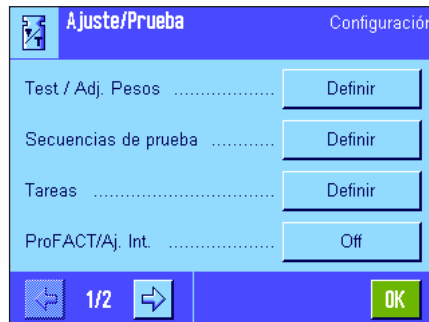 Ajuste/Prueba Configuración
Test / Adj. Pesos .................... Definir
Secuencias de prueba ............ Definir
Tareas .................................... Definir
ProFACT/Aj. Int. ..................... Off
1/2 OK